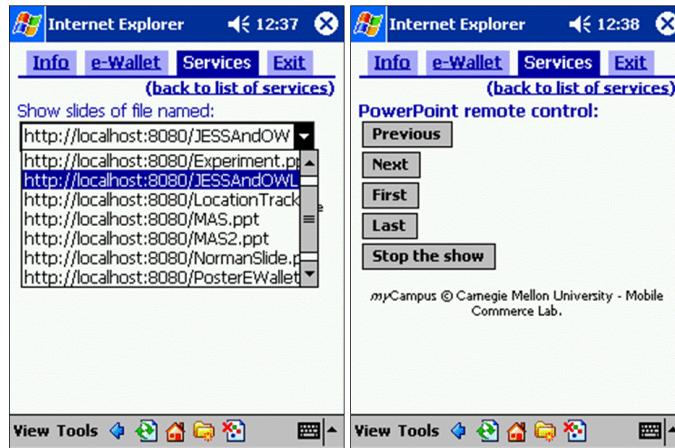 Internet Explorer 12:37
Info e-Wallet Services Exit
(back to list of services)
Show slides of file named:
http://localhost:8080/JESSAndOW
http://localhost:8080/Experiment.pp
http://localhost:8080/JESSAndOWL
http://localhost:8080/LocationTrack
http://localhost:8080/MAS.ppt
http://localhost:8080/MAS2.ppt
http://localhost:8080/NormanSlide.p
http://localhost:8080/PosterEWallet
View Tools
Internet Explorer 12:38
Info e-Wallet Services Exit
(back to list of services)
PowerPoint remote control:
Previous
Next
First
Last
Stop the show
myCampus © Carnegie Mellon University - Mobile
Commerce Lab.
View Tools